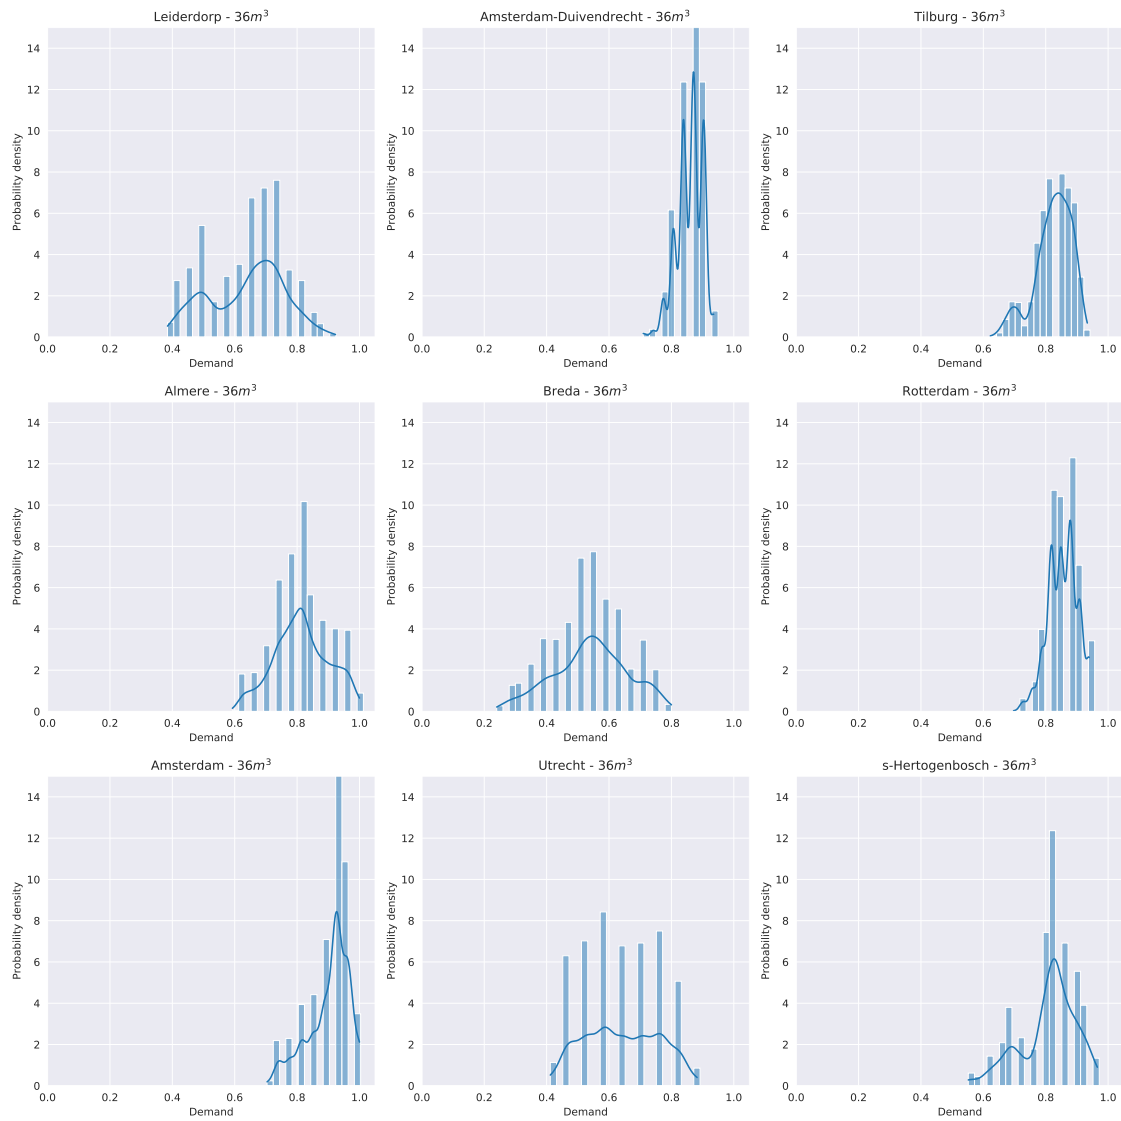 Leiderdorp - 36m³
Amsterdam-Duivendrecht - 36m³
Tilburg - 36m³
Probability density
14
12
10
8
6
4
2
0
0.0 0.2 0.4 0.6 0.8 1.0
Demand
Probability density
14
12
10
8
6
4
2
0
0.0 0.2 0.4 0.6 0.8 1.0
Demand
Probability density
14
12
10
8
6
4
2
0
0.0 0.2 0.4 0.6 0.8 1.0
Demand
Almere - 36m³
Breda - 36m³
Rotterdam - 36m³
Probability density
14
12
10
8
6
4
2
0
0.0 0.2 0.4 0.6 0.8 1.0
Demand
Probability density
14
12
10
8
6
4
2
0
0.0 0.2 0.4 0.6 0.8 1.0
Demand
Probability density
14
12
10
8
6
4
2
0
0.0 0.2 0.4 0.6 0.8 1.0
Demand
Amsterdam - 36m³
Utrecht - 36m³
s-Hertogenbosch - 36m³
Probability density
14
12
10
8
6
4
2
0
0.0 0.2 0.4 0.6 0.8 1.0
Demand
Probability density
14
12
10
8
6
4
2
0
0.0 0.2 0.4 0.6 0.8 1.0
Demand
Probability density
14
12
10
8
6
4
2
0
0.0 0.2 0.4 0.6 0.8 1.0
Demand